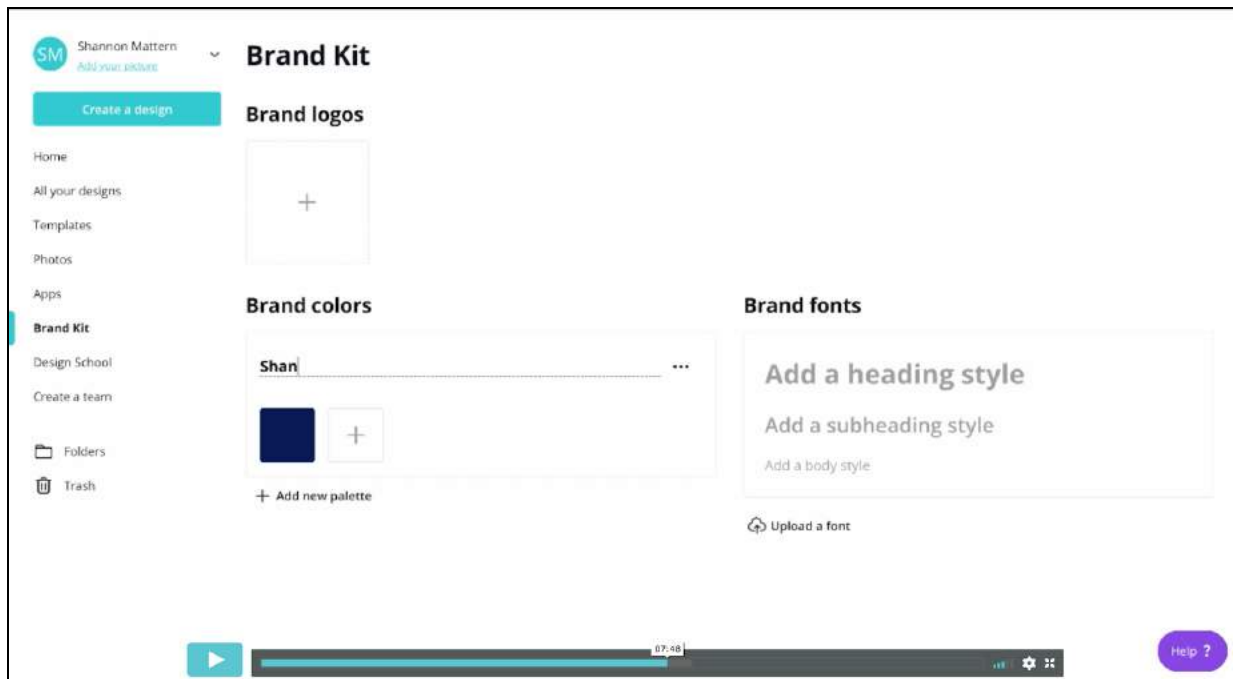 SM
Shannon Mattern
Add your picture
Create a design
Home
All your designs
Templates
Photos
Apps
Brand Kit
Design School
Create a team
Folders
Trash
Brand Kit
Brand logos
+
Brand colors
Shan
...
+
+ Add new palette
Brand fonts
Add a heading style
Add a subheading style
Add a body style
Upload a font
07:48
Help ?